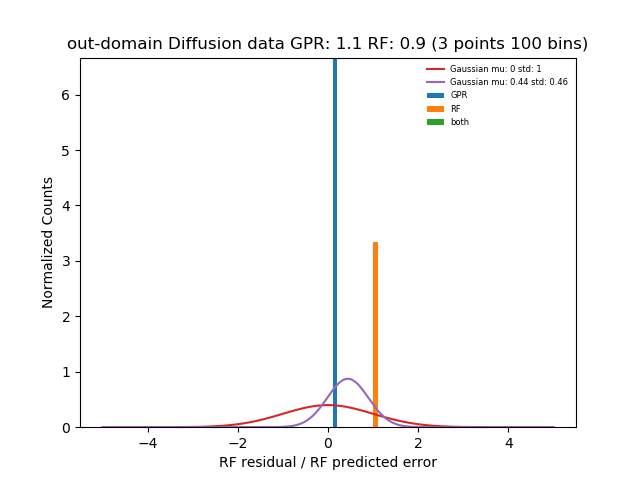 out-domain Diffusion data GPR: 1.1 RF: 0.9 (3 points 100 bins)
Gaussian mu: 0 std: 1
Gaussian mu: 0.44 std: 0.46
GPR
RF
both
Normalized Counts
6
5
4
3
2
1
0
−4
−2
0
2
4
RF residual / RF predicted error